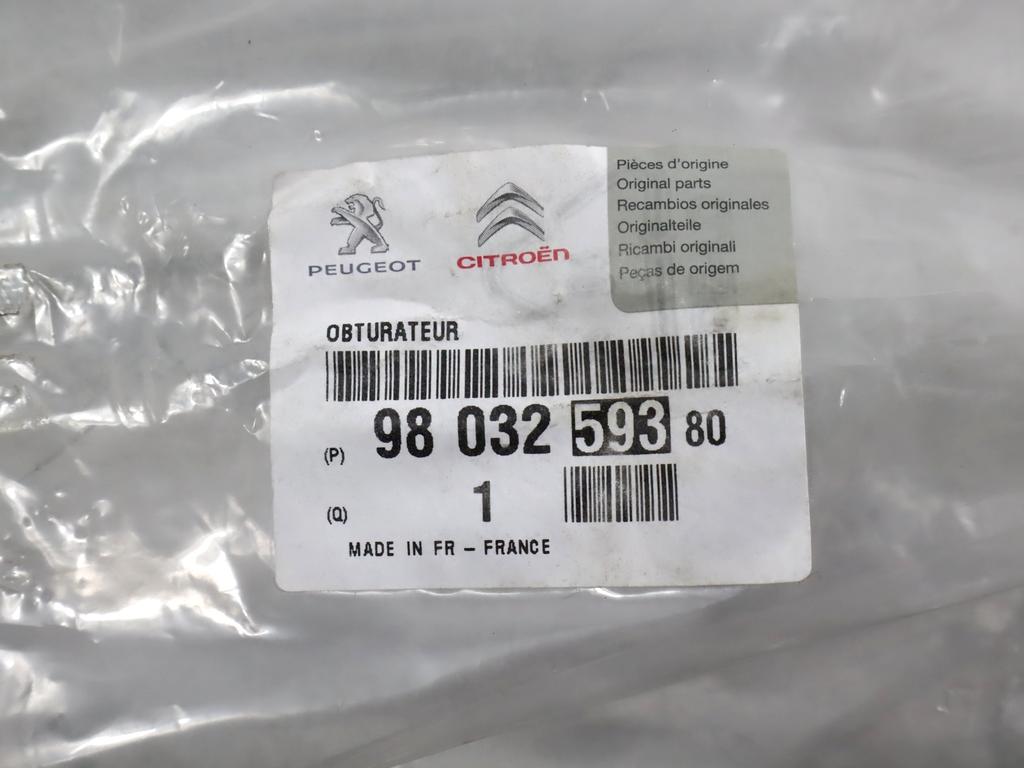 PEUGEOT
CITROËN
Pièces d'origine
Original parts
Recambios originales
Originalteile
Ricambi originali
Peças de origem
OBTURATEUR
(P) 98 032 593 80
(Q) 1
MADE IN FR - FRANCE